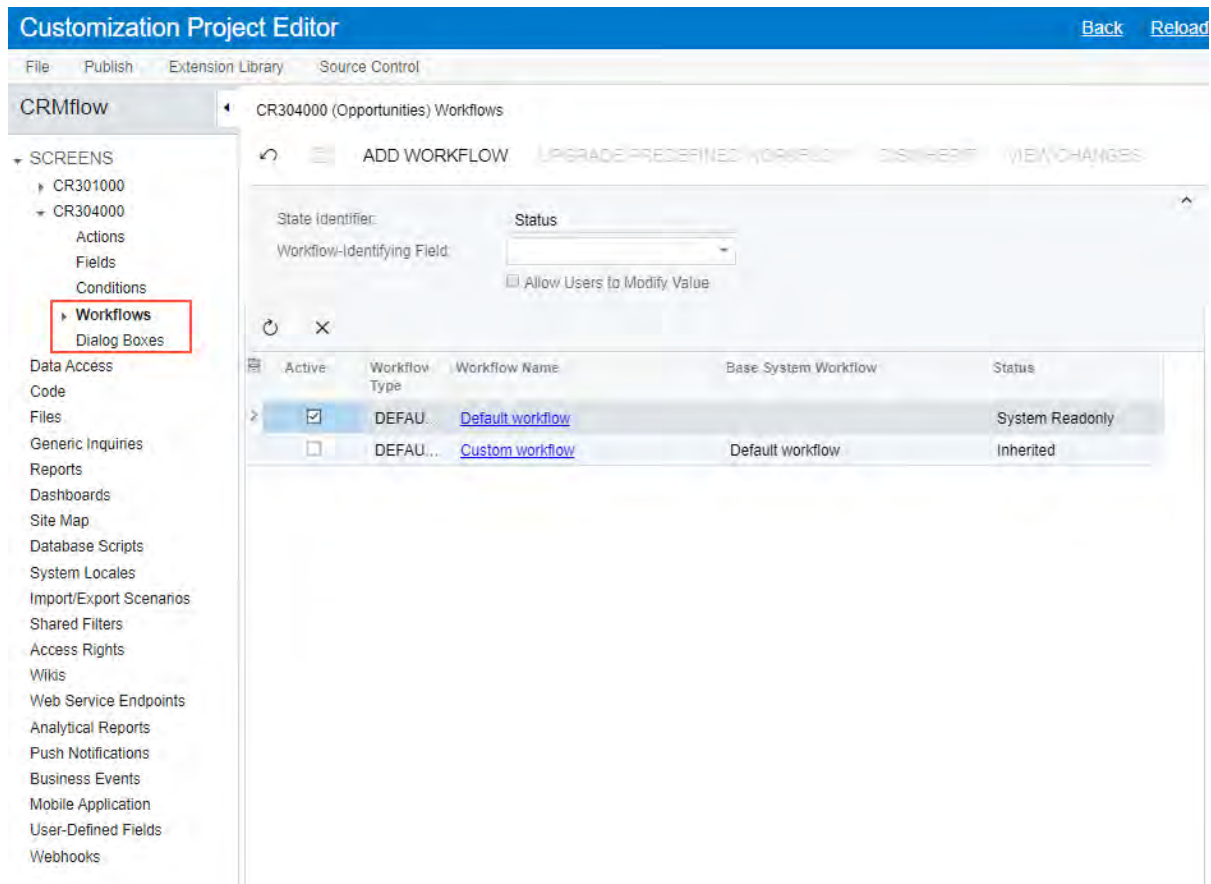 Customization Project Editor Back Reload
File Publish Extension Library Source Control
CRMflow
CR304000 (Opportunities) Workflows
ADD WORKFLOW UPGRADE PREDEFINED WORKFLOW VIEW CHANGES
State Identifier: Status
Workflow-Identifying Field:
Allow Users to Modify Value
SCREENS
CR301000
CR304000
Actions
Fields
Conditions
Workflows
Dialog Boxes
Data Access
Code
Files
Generic Inquiries
Reports
Dashboards
Site Map
Database Scripts
System Locales
Import/Export Scenarios
Shared Filters
Access Rights
Wikis
Web Service Endpoints
Analytical Reports
Push Notifications
Business Events
Mobile Application
User-Defined Fields
Webhooks
Active Workflow Type Workflow Name Base System Workflow Status
DEFAU... Default workflow System Readonly
DEFAU... Custom workflow Default workflow Inherited